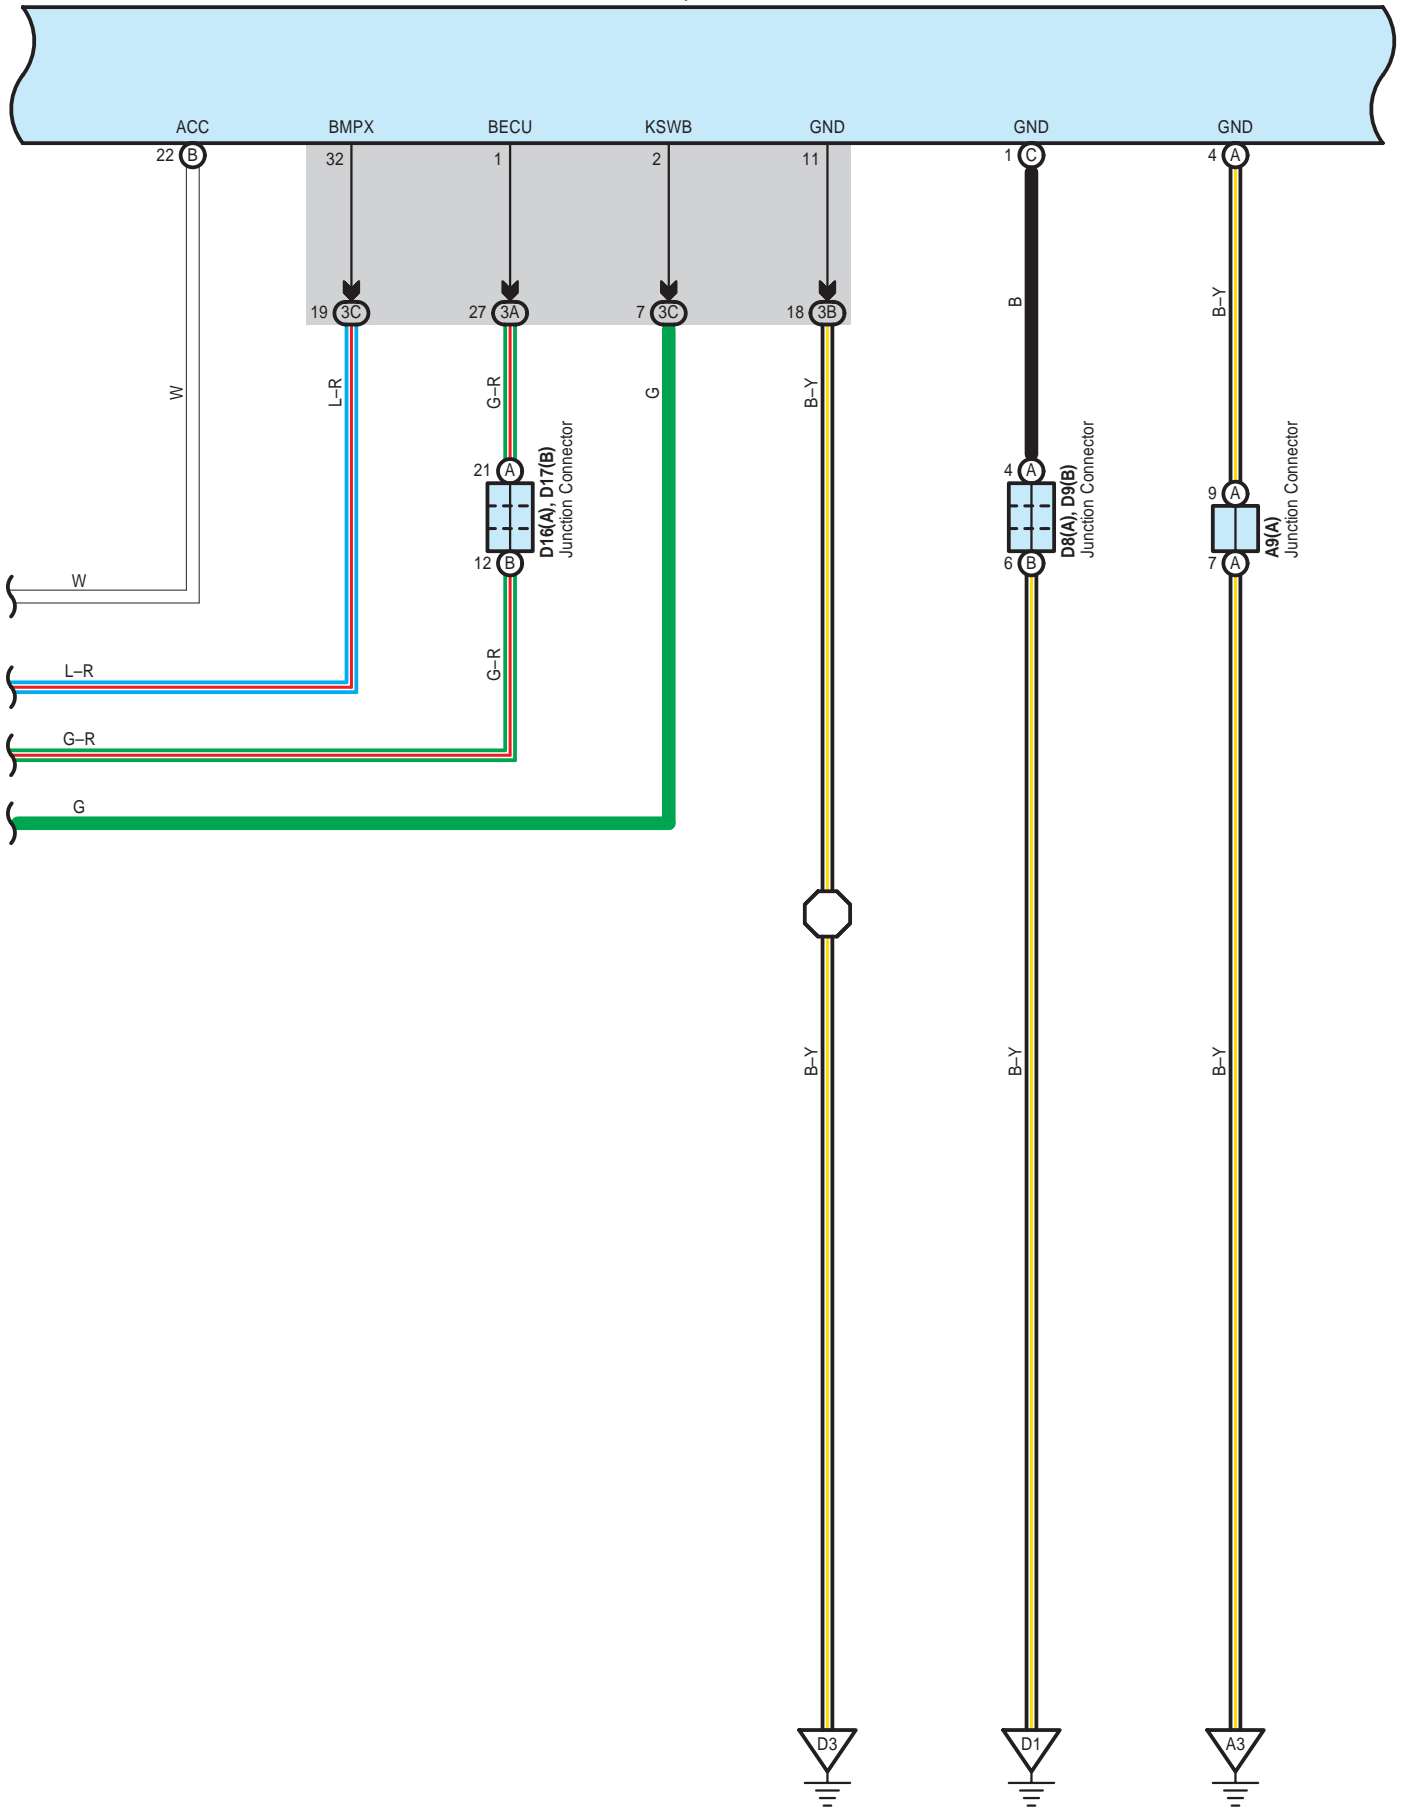 ACC BMPX BECU KSWB GND GND GND
22 B 32 1 2 11 1 C 4 A
19 3C 27 3A 7 3C 18 3B
B B–Y
W L–R G–R G B–Y
21 A 4 A
9 A
D16(A), D17(B)
Junction Connector
D8(A), D9(B)
Junction Connector
A9(A)
Junction Connector
12 B 6 B 7 A
W
G–R
L–R
G–R
G
B–Y B–Y B–Y
D3 D1 A3